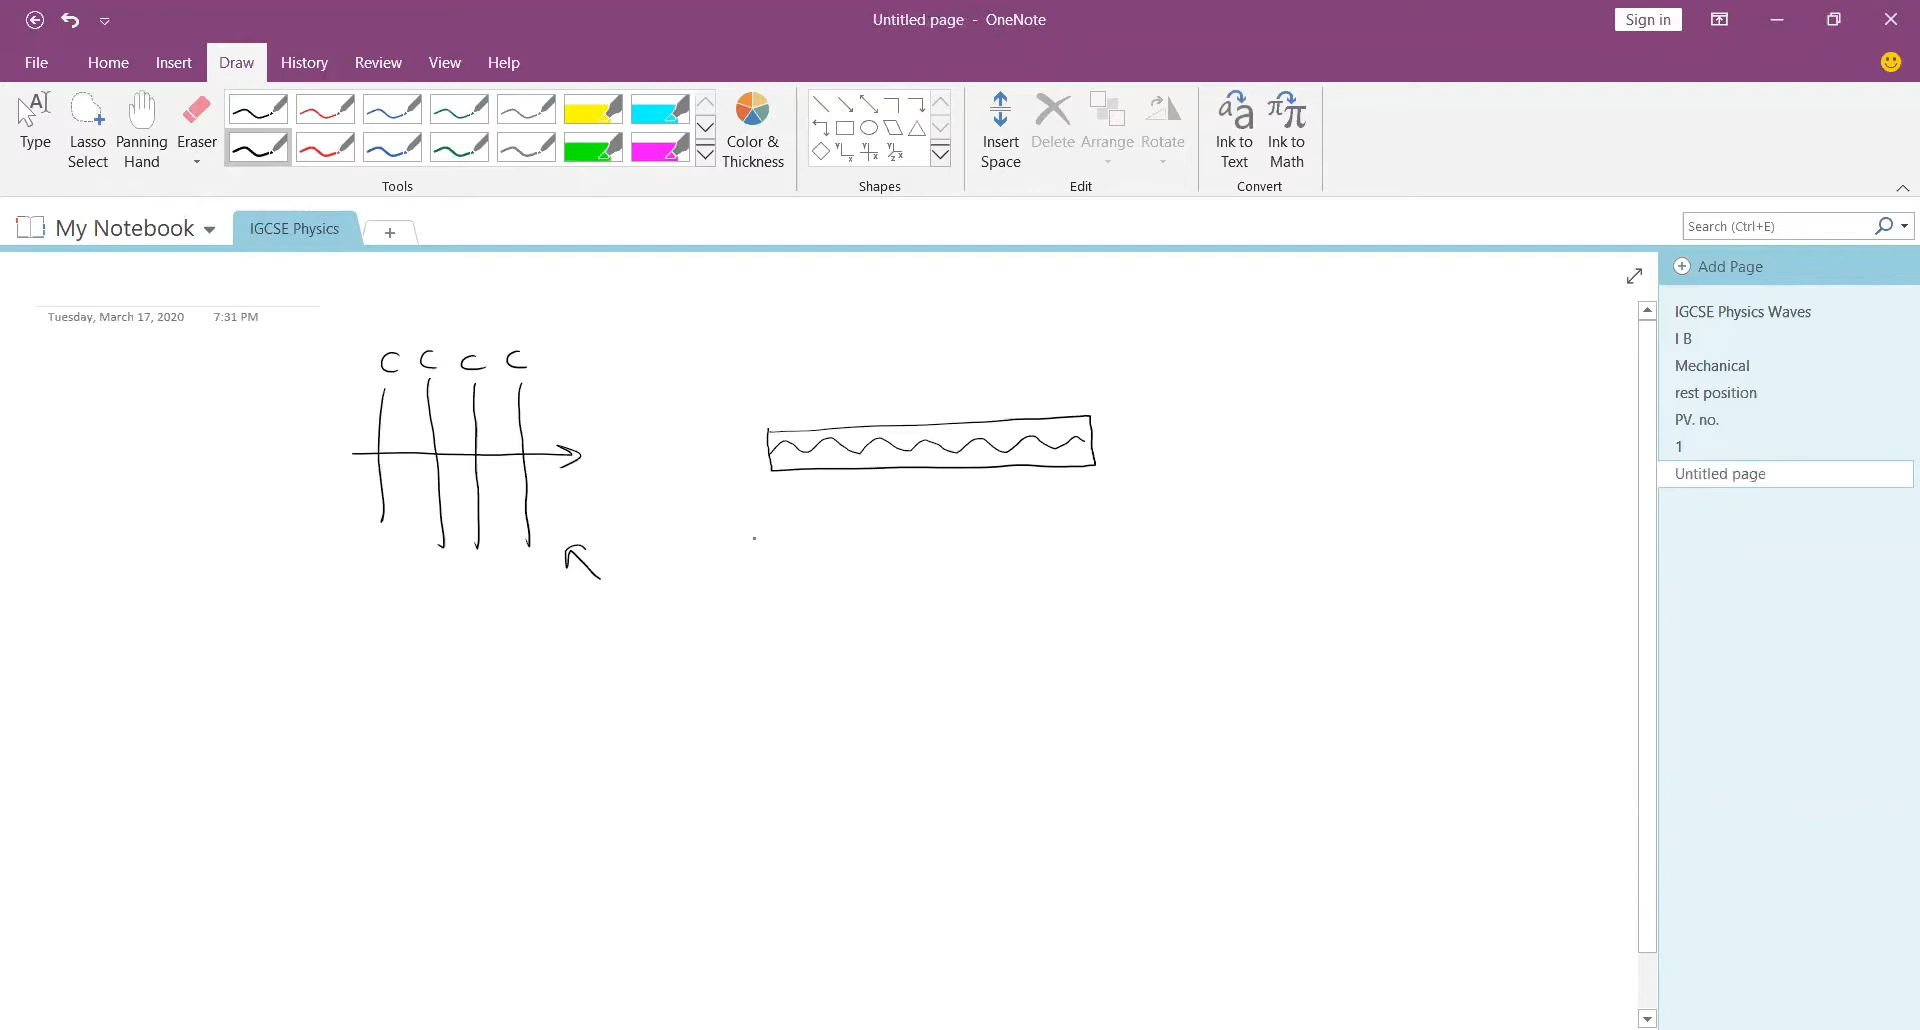 Untitled page - OneNote
Sign in
File Home Insert Draw History Review View Help
Type
Lasso Select
Panning Hand
Eraser
Color & Thickness
Insert Space
Delete
Arrange
Rotate
Ink to Text
Ink to Math
Tools
Shapes
Edit
Convert
My Notebook
IGCSE Physics
Search (Ctrl+E)
Add Page
Tuesday, March 17, 2020 7:31 PM
IGCSE Physics Waves
I B
Mechanical
rest position
PV. no.
1
Untitled page
C C C C